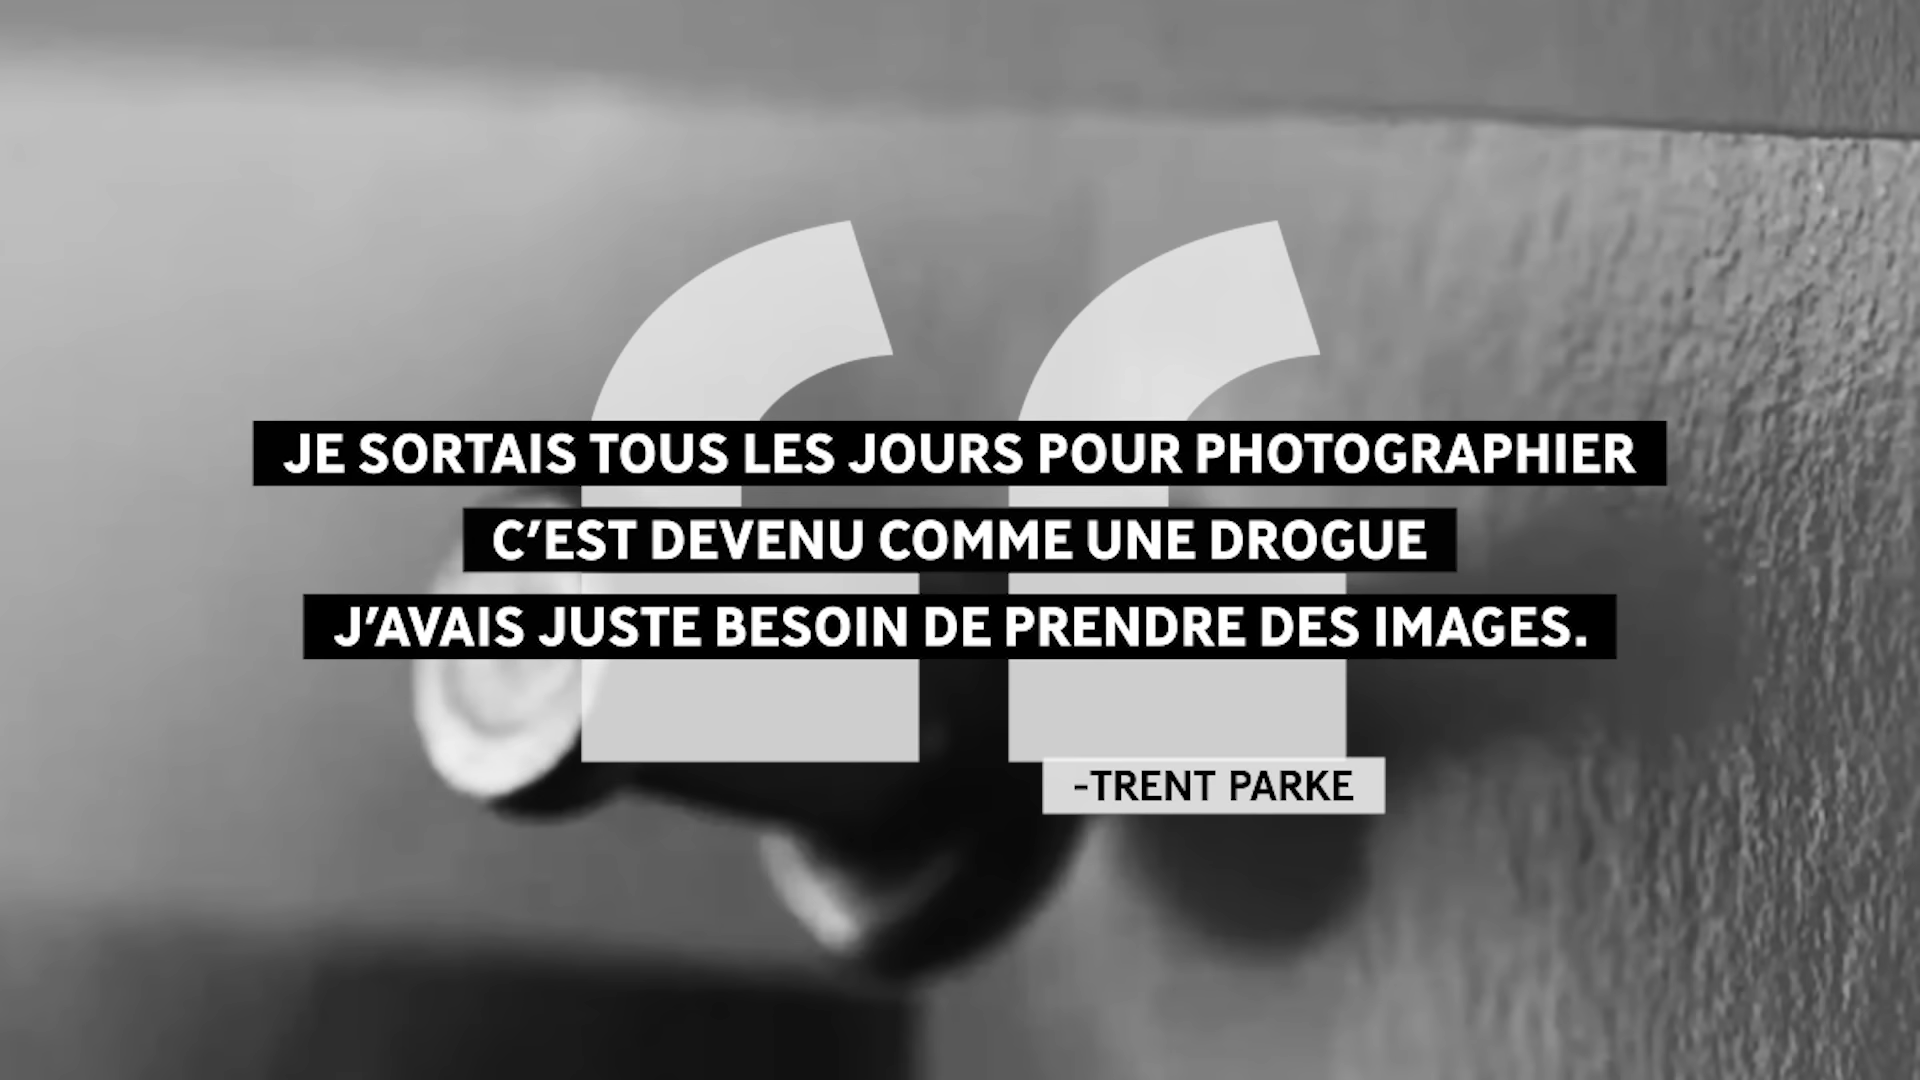 JE SORTAIS TOUS LES JOURS POUR PHOTOGRAPHIER
C'EST DEVENU COMME UNE DROGUE
J'AVAIS JUSTE BESOIN DE PRENDRE DES IMAGES.
-TRENT PARKE